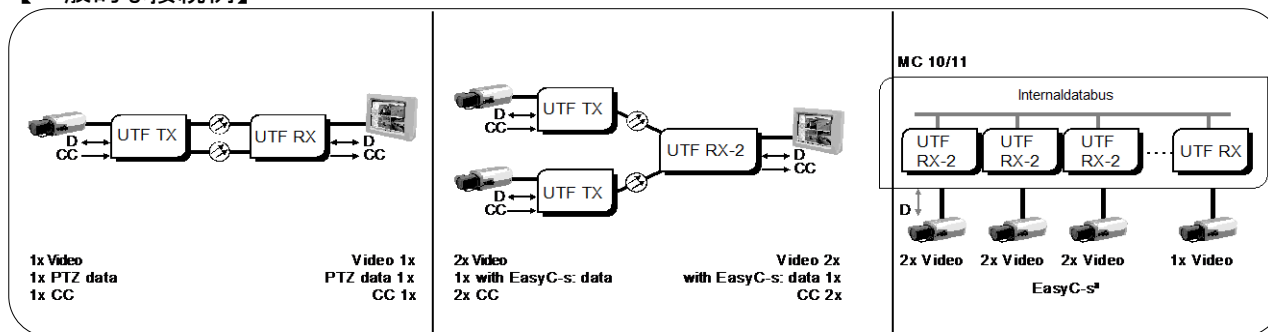 MC 10/11
Internaldatabus
UTF TX
UTF RX
D
CC
D
CC
1x Video
1x PTZ data
1x CC
Video 1x
PTZ data 1x
CC 1x
UTF TX
D
CC
UTF RX-2
D
CC
UTF TX
D
CC
2x Video
1x with EasyC-s: data
2x CC
Video 2x
with EasyC-s: data 1x
CC 2x
UTF
RX-2
UTF
RX-2
UTF
RX-2
UTF RX
D
2x Video
2x Video
2x Video
1x Video
EasyC-s